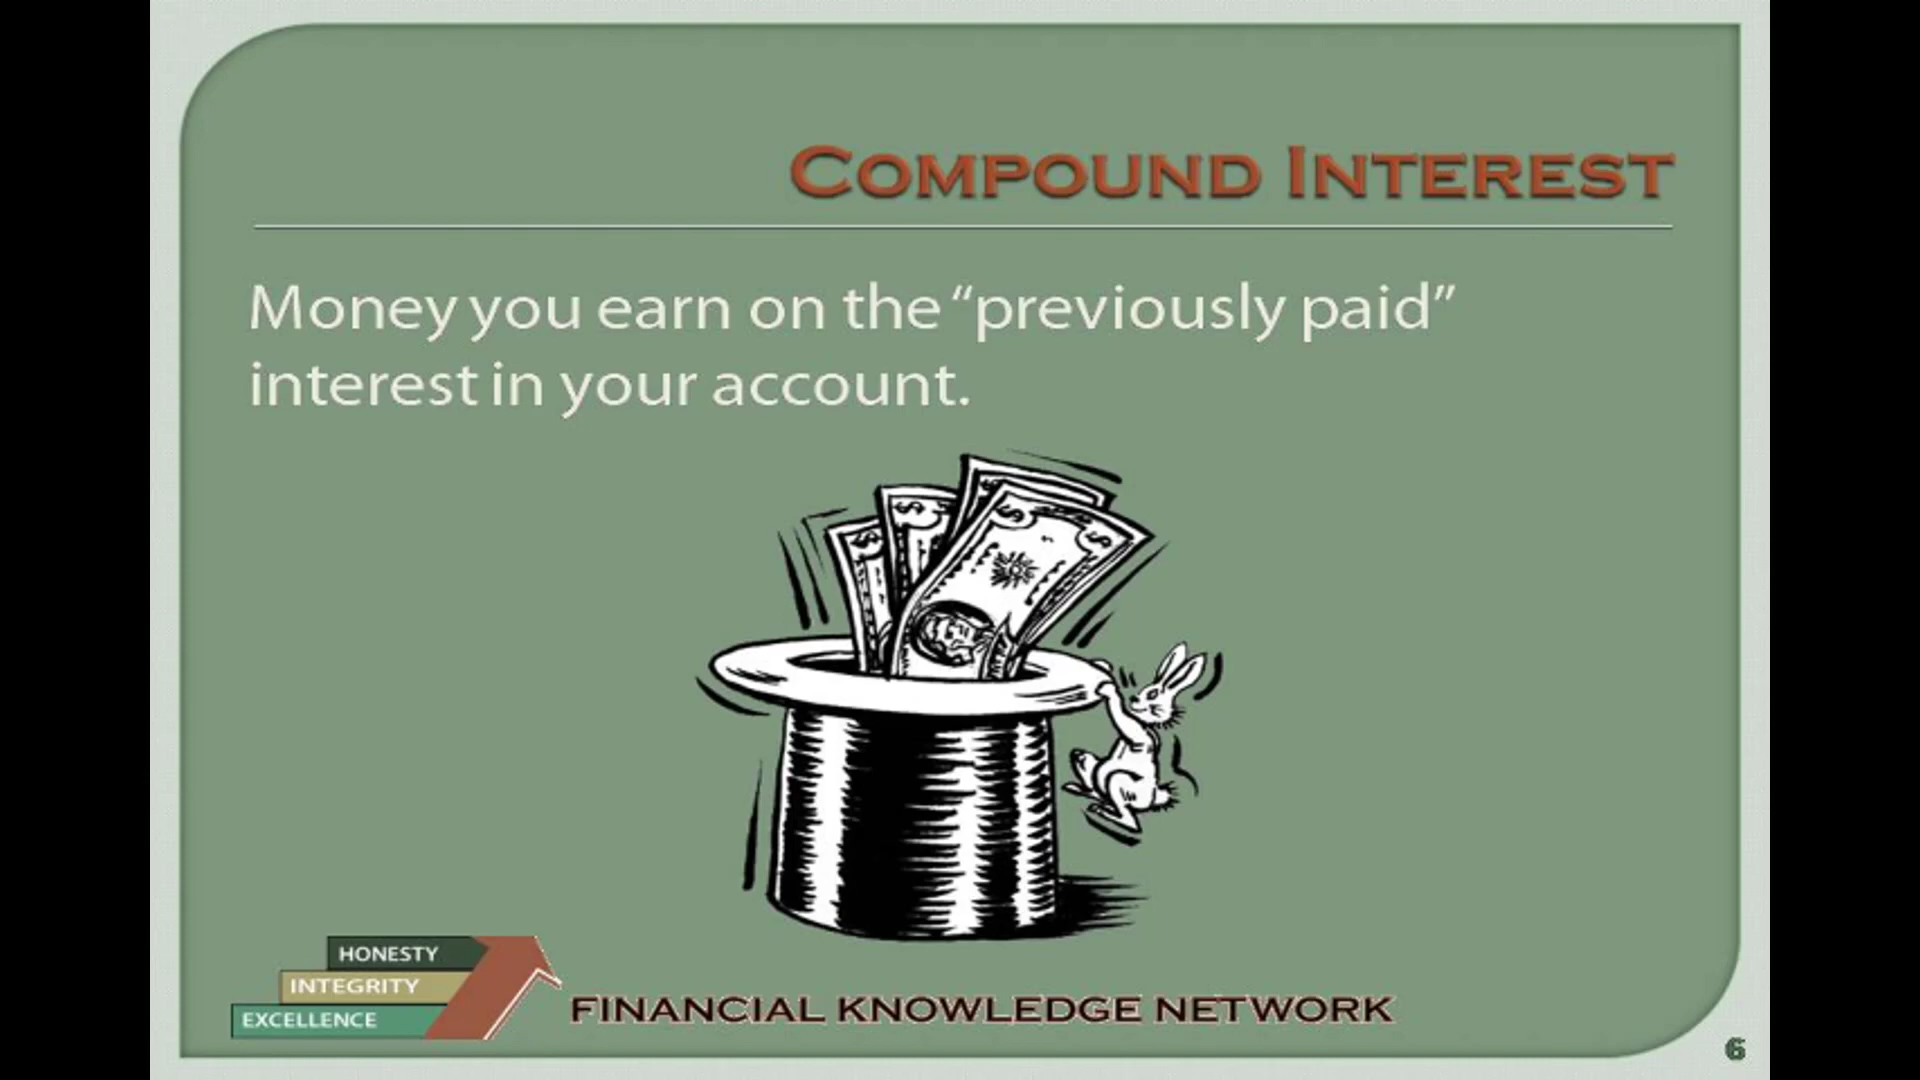 COMPOUND INTEREST
Money you earn on the “previously paid”
interest in your account.
HONESTY
INTEGRITY
EXCELLENCE
FINANCIAL KNOWLEDGE NETWORK
6